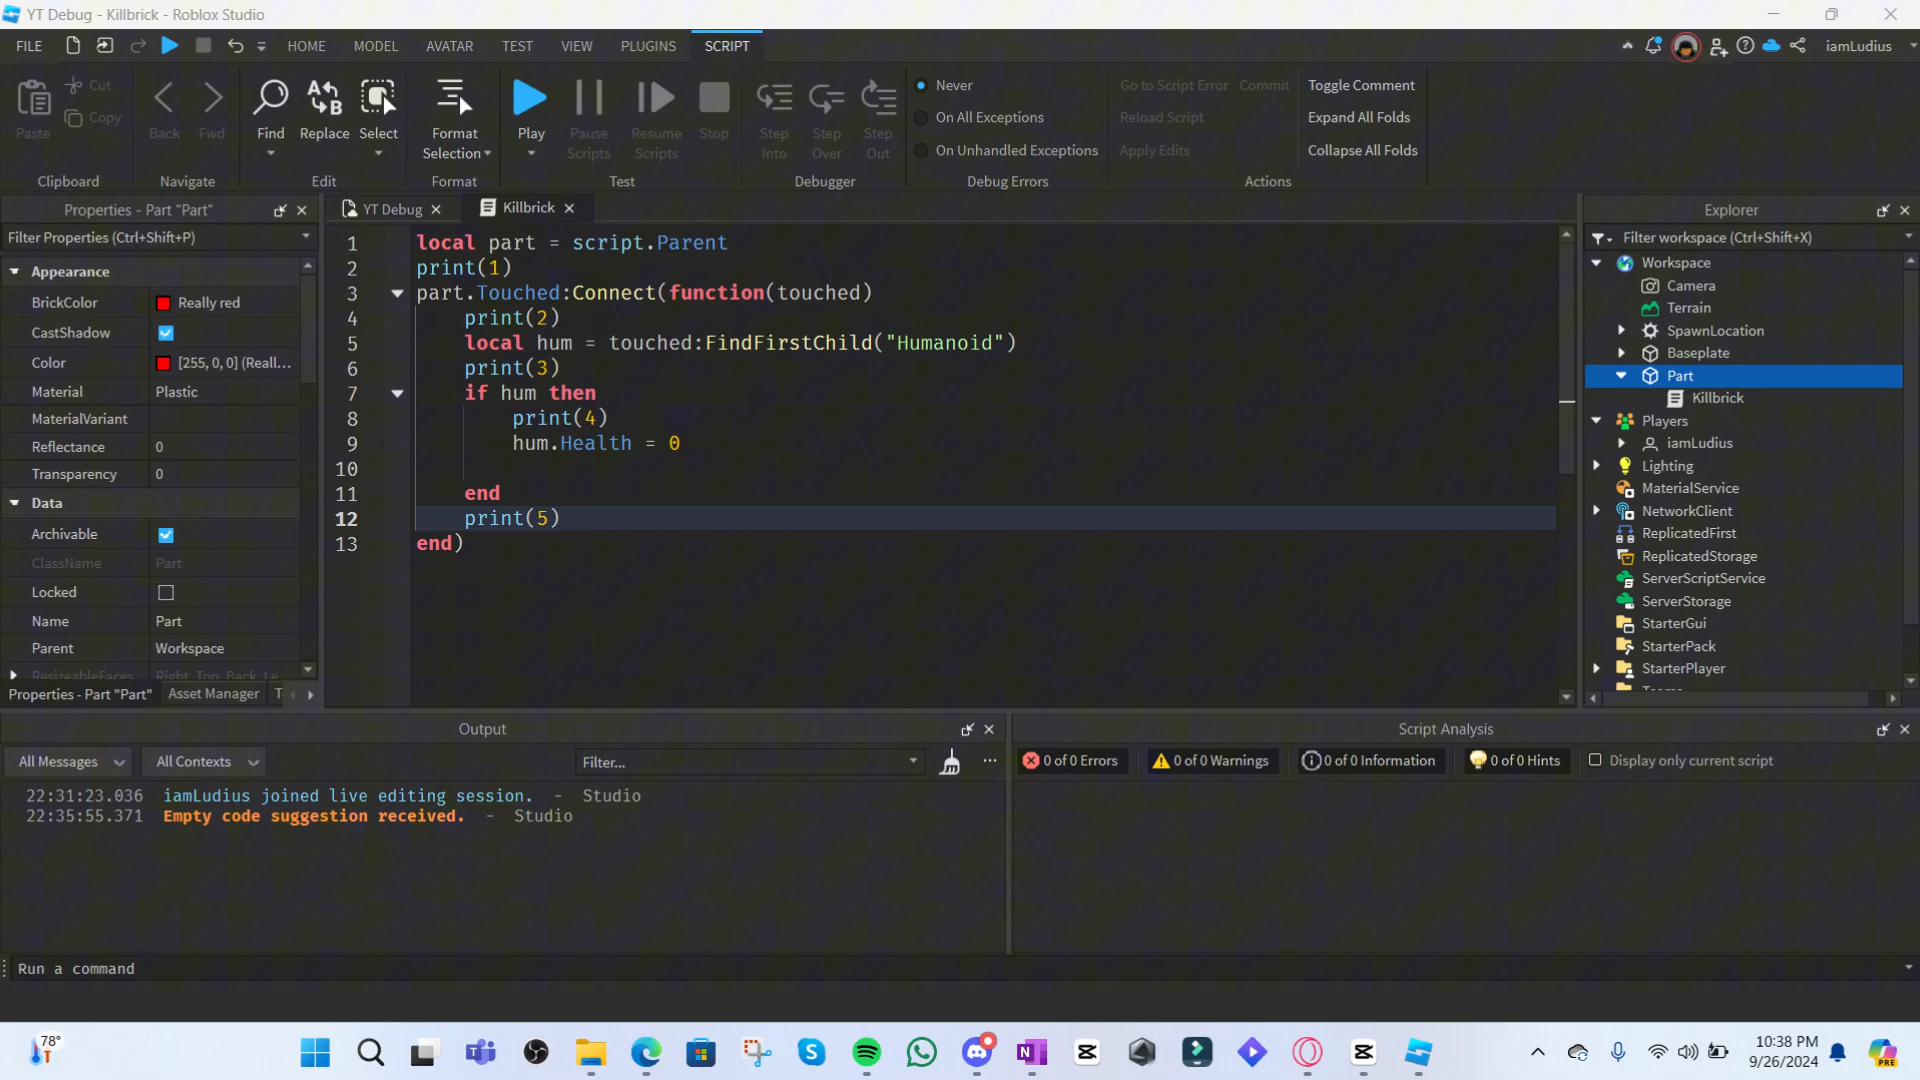 YT Debug - Killbrick - Roblox Studio
FILE HOME MODEL AVATAR TEST VIEW PLUGINS SCRIPT iamLudius
Paste Cut Copy
Clipboard
Back Fwd
Navigate
Find Replace Select
Edit
Format Selection
Format
Play Pause Scripts Resume Scripts Stop
Test
Step Into Step Over Step Out
Debugger
Never
On All Exceptions
On Unhandled Exceptions
Debug Errors
Go to Script Error Commit
Reload Script
Apply Edits
Toggle Comment
Expand All Folds
Collapse All Folds
Actions
Properties - Part "Part"
Filter Properties (Ctrl+Shift+P)
Appearance
BrickColor Really red
CastShadow
Color [255, 0, 0] (Reall...
Material Plastic
MaterialVariant
Reflectance 0
Transparency 0
Data
Archivable
ClassName Part
Locked
Name Part
Parent Workspace
ResizeableFaces Right, Top, Back, Le
Properties - Part "Part" Asset Manager T
YT Debug Killbrick
1 local part = script.Parent
2 print(1)
3 part.Touched:Connect(function(touched)
4 print(2)
5 local hum = touched:FindFirstChild("Humanoid")
6 print(3)
7 if hum then
8 print(4)
9 hum.Health = 0
10
11 end
12 print(5)
13 end)
Explorer
Filter workspace (Ctrl+Shift+X)
Workspace
Camera
Terrain
SpawnLocation
Baseplate
Part
Killbrick
Players
iamLudius
Lighting
MaterialService
NetworkClient
ReplicatedFirst
ReplicatedStorage
ServerScriptService
ServerStorage
StarterGui
StarterPack
StarterPlayer
Teams
Output
All Messages All Contexts Filter...
22:31:23.036 iamLudius joined live editing session. - Studio
22:35:55.371 Empty code suggestion received. - Studio
Script Analysis
0 of 0 Errors 0 of 0 Warnings 0 of 0 Information 0 of 0 Hints Display only current script
Run a command
78°
10:38 PM
9/26/2024
PRE